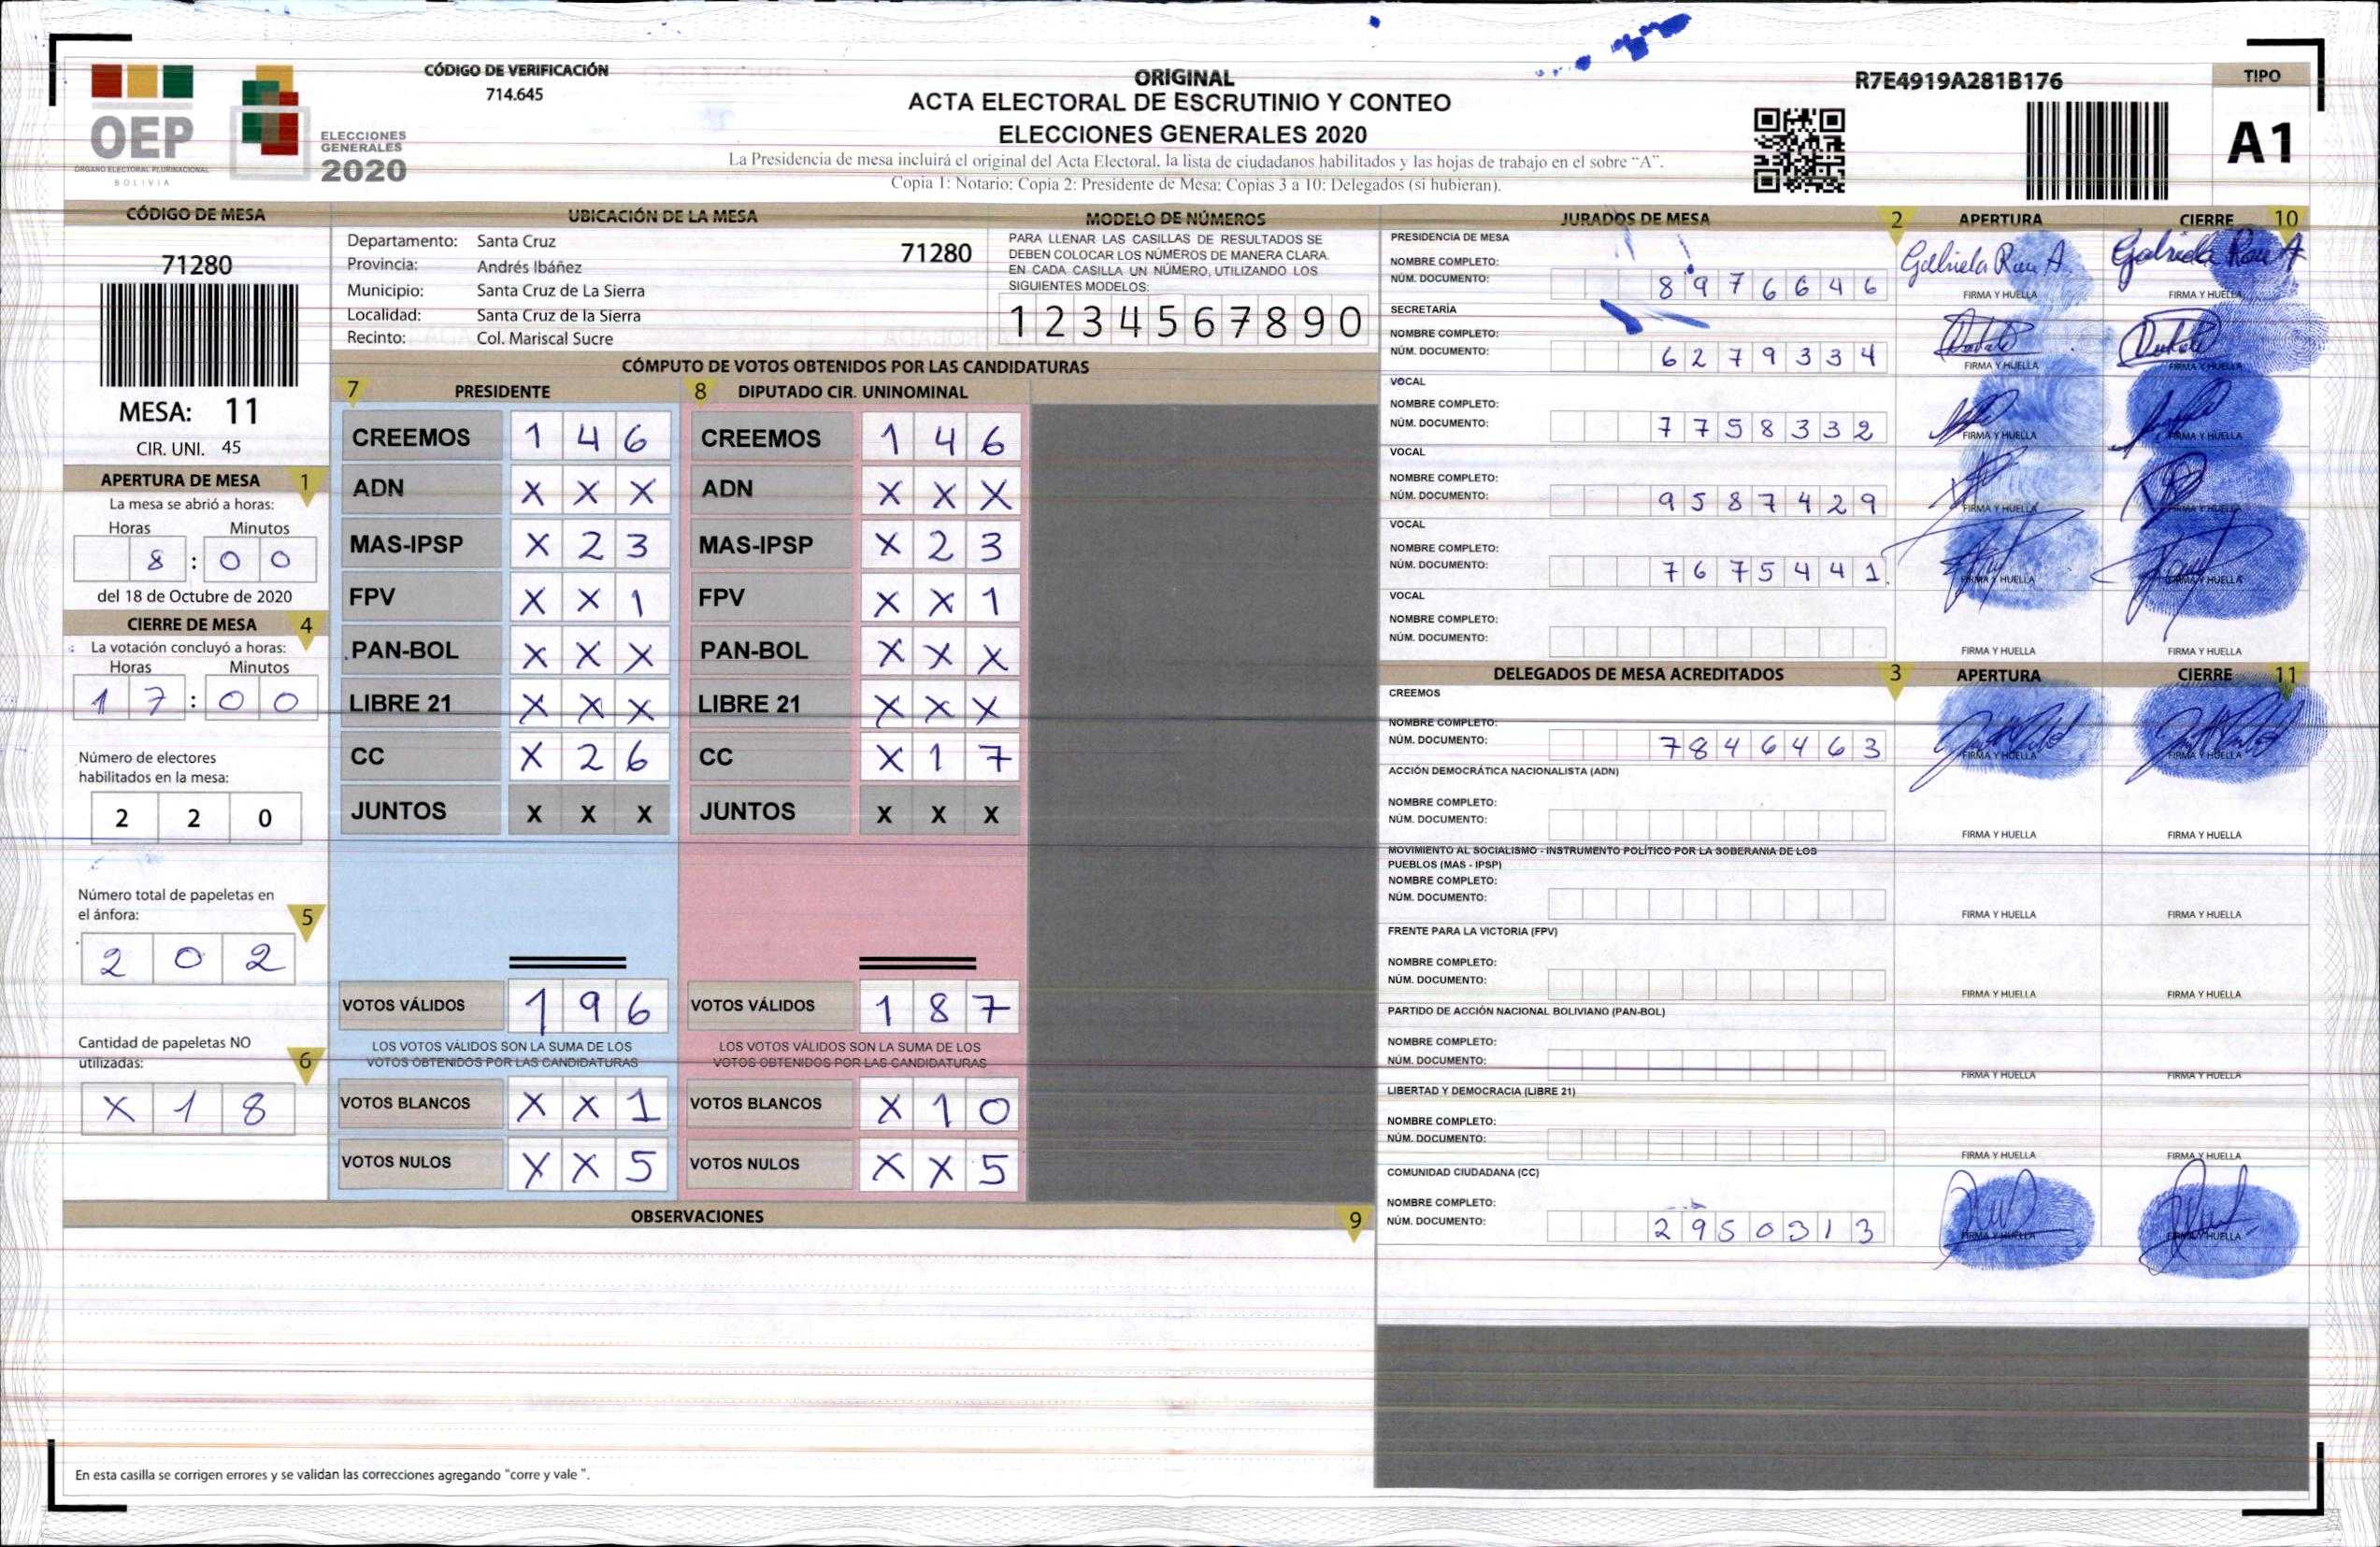 CÓDIGO DE VERIFICACIÓN
714.645
OEP
ÓRGANO ELECTORAL PLURINACIONAL
BOLIVIA
ELECCIONES
GENERALES
2020
ORIGINAL
ACTA ELECTORAL DE ESCRUTINIO Y CONTEO
ELECCIONES GENERALES 2020
La Presidencia de mesa incluirá el original del Acta Electoral, la lista de ciudadanos habilitados y las hojas de trabajo en el sobre "A".
Copia 1: Notario; Copia 2: Presidente de Mesa; Copias 3 a 10: Delegados (si hubieran).
R7E4919A281B176
TIPO
A1
CÓDIGO DE MESA
71280
MESA: 11
CIR. UNI. 45
APERTURA DE MESA 1
La mesa se abrió a horas:
Horas Minutos
8 : 0 0
del 18 de Octubre de 2020
CIERRE DE MESA 4
La votación concluyó a horas:
Horas Minutos
1 7 : 0 0
Número de electores
habilitados en la mesa:
2 2 0
Número total de papeletas en
el ánfora: 5
2 0 2
Cantidad de papeletas NO
utilizadas: 6
X 1 8
UBICACIÓN DE LA MESA
Departamento: Santa Cruz 71280
Provincia: Andrés Ibáñez
Municipio: Santa Cruz de La Sierra
Localidad: Santa Cruz de la Sierra
Recinto: Col. Mariscal Sucre
MODELO DE NÚMEROS
PARA LLENAR LAS CASILLAS DE RESULTADOS SE
DEBEN COLOCAR LOS NÚMEROS DE MANERA CLARA.
EN CADA CASILLA UN NÚMERO, UTILIZANDO LOS
SIGUIENTES MODELOS:
1 2 3 4 5 6 7 8 9 0
CÓMPUTO DE VOTOS OBTENIDOS POR LAS CANDIDATURAS
7 PRESIDENTE 8 DIPUTADO CIR. UNINOMINAL
CREEMOS 1 4 6 CREEMOS 1 4 6
ADN X X X ADN X X X
MAS-IPSP X 2 3 MAS-IPSP X 2 3
FPV X X 1 FPV X X 1
PAN-BOL X X X PAN-BOL X X X
LIBRE 21 X X X LIBRE 21 X X X
CC X 2 6 CC X 1 7
JUNTOS X X X JUNTOS X X X
VOTOS VÁLIDOS 1 9 6 VOTOS VÁLIDOS 1 8 7
LOS VOTOS VÁLIDOS SON LA SUMA DE LOS LOS VOTOS VÁLIDOS SON LA SUMA DE LOS
VOTOS OBTENIDOS POR LAS CANDIDATURAS VOTOS OBTENIDOS POR LAS CANDIDATURAS
VOTOS BLANCOS X X 1 VOTOS BLANCOS X 1 0
VOTOS NULOS X X 5 VOTOS NULOS X X 5
OBSERVACIONES 9
En esta casilla se corrigen errores y se validan las correcciones agregando "corre y vale ".
JURADOS DE MESA 2 APERTURA CIERRE 10
PRESIDENCIA DE MESA
NOMBRE COMPLETO: Gabriela
NÚM. DOCUMENTO: 8 9 7 6 6 4 6 FIRMA Y HUELLA FIRMA Y HUELLA
SECRETARÍA
NOMBRE COMPLETO:
NÚM. DOCUMENTO: 6 2 7 9 3 3 4 FIRMA Y HUELLA FIRMA Y HUELLA
VOCAL
NOMBRE COMPLETO:
NÚM. DOCUMENTO: 7 7 5 8 3 3 2 FIRMA Y HUELLA FIRMA Y HUELLA
VOCAL
NOMBRE COMPLETO:
NÚM. DOCUMENTO: 9 5 8 7 4 2 9 FIRMA Y HUELLA FIRMA Y HUELLA
VOCAL
NOMBRE COMPLETO:
NÚM. DOCUMENTO: 7 6 7 5 4 4 1 FIRMA Y HUELLA FIRMA Y HUELLA
VOCAL
NOMBRE COMPLETO:
NÚM. DOCUMENTO: FIRMA Y HUELLA FIRMA Y HUELLA
DELEGADOS DE MESA ACREDITADOS 3 APERTURA CIERRE 11
CREEMOS
NOMBRE COMPLETO:
NÚM. DOCUMENTO: 7 8 4 6 4 6 3 FIRMA Y HUELLA FIRMA Y HUELLA
ACCIÓN DEMOCRÁTICA NACIONALISTA (ADN)
NOMBRE COMPLETO:
NÚM. DOCUMENTO: FIRMA Y HUELLA FIRMA Y HUELLA
MOVIMIENTO AL SOCIALISMO - INSTRUMENTO POLÍTICO POR LA SOBERANIA DE LOS
PUEBLOS (MAS - IPSP)
NOMBRE COMPLETO:
NÚM. DOCUMENTO: FIRMA Y HUELLA FIRMA Y HUELLA
FRENTE PARA LA VICTORIA (FPV)
NOMBRE COMPLETO:
NÚM. DOCUMENTO: FIRMA Y HUELLA FIRMA Y HUELLA
PARTIDO DE ACCIÓN NACIONAL BOLIVIANO (PAN-BOL)
NOMBRE COMPLETO:
NÚM. DOCUMENTO: FIRMA Y HUELLA FIRMA Y HUELLA
LIBERTAD Y DEMOCRACIA (LIBRE 21)
NOMBRE COMPLETO:
NÚM. DOCUMENTO: FIRMA Y HUELLA FIRMA Y HUELLA
COMUNIDAD CIUDADANA (CC)
NOMBRE COMPLETO:
NÚM. DOCUMENTO: 2 9 5 0 3 1 3 FIRMA Y HUELLA FIRMA Y HUELLA